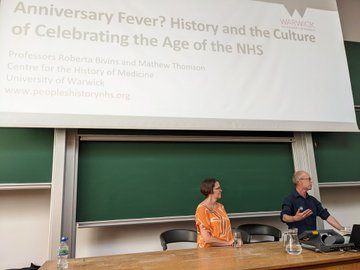 Anniversary Fever? History and the Culture
of Celebrating the Age of the NHS
Professors Roberta Bivins and Mathew Thomson
Centre for the History of Medicine
University of Warwick
www.peopleshistorynhs.org
WARWICK